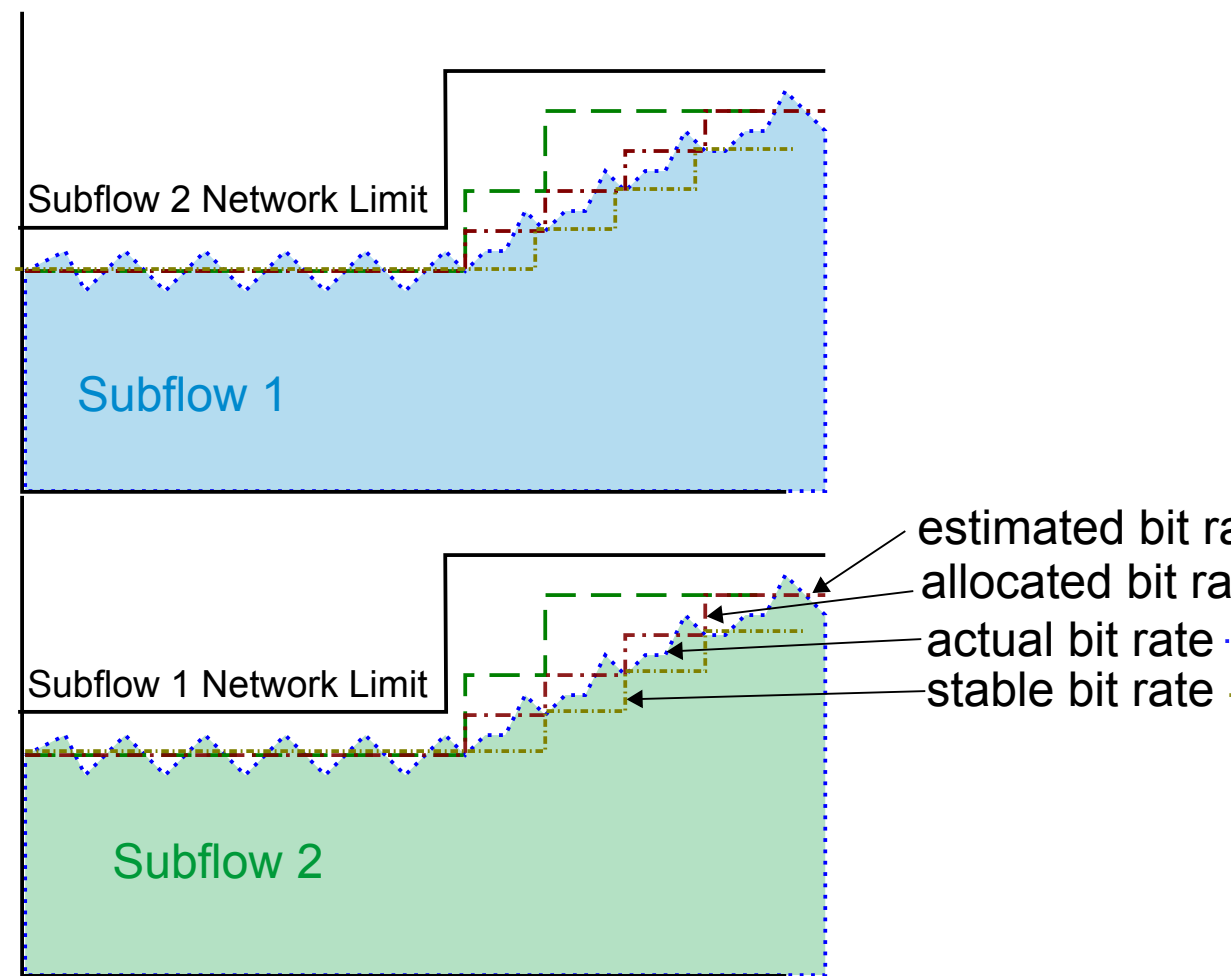 Subflow 2 Network Limit
Subflow 1
estimated bit ra
allocated bit ra
actual bit rate
Subflow 1 Network Limit
stable bit rate
Subflow 2